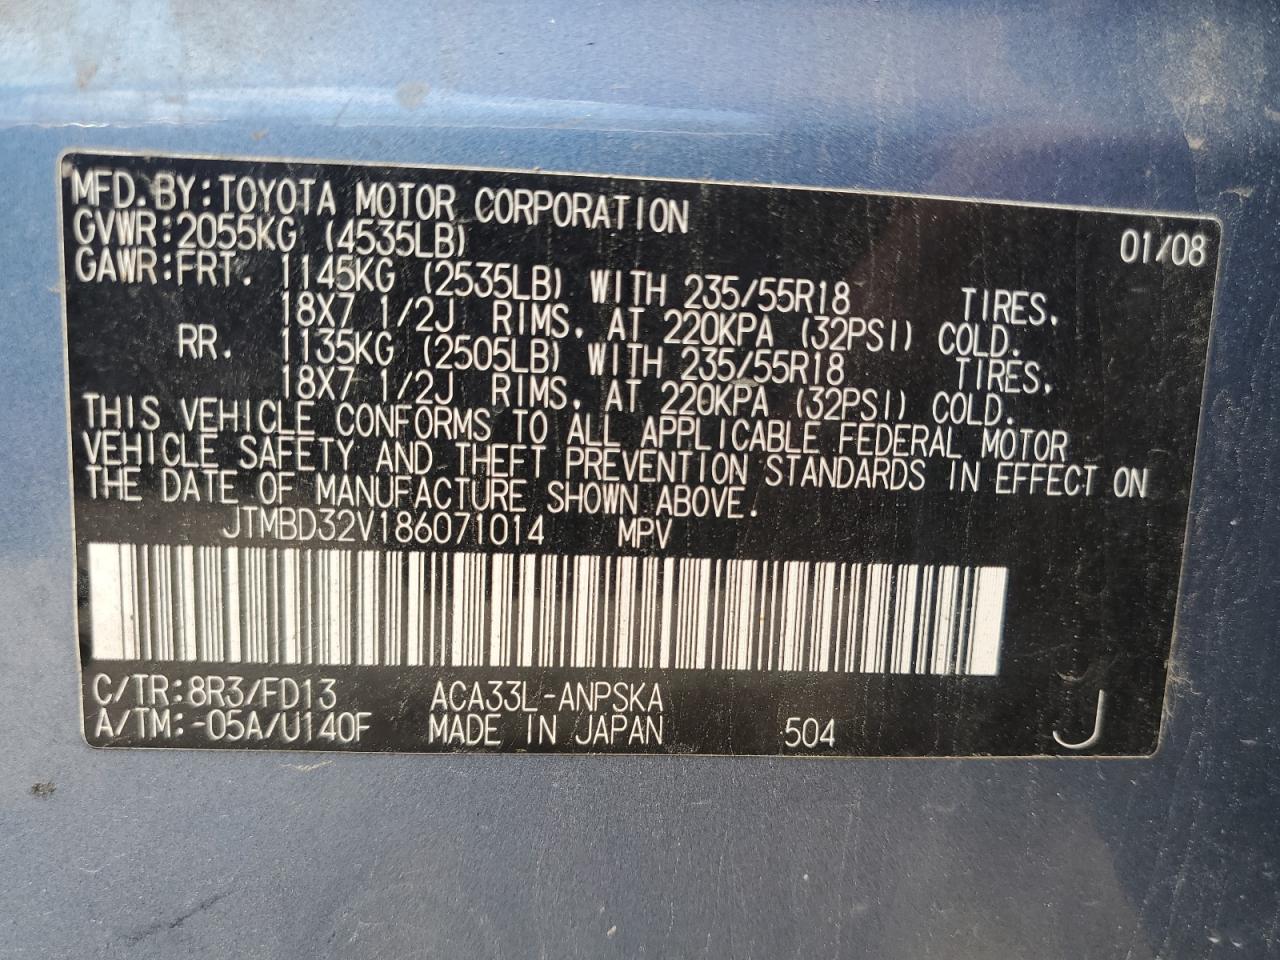 MFD.BY:TOYOTA MOTOR CORPORATION 01/08
GVWR:2055KG (4535LB)
GAWR:FRT. 1145KG (2535LB) WITH 235/55R18 TIRES,
18X7 1/2J RIMS, AT 220KPA (32PSI) COLD.
RR. 1135KG (2505LB) WITH 235/55R18 TIRES,
18X7 1/2J RIMS, AT 220KPA (32PSI) COLD.
THIS VEHICLE CONFORMS TO ALL APPLICABLE FEDERAL MOTOR
VEHICLE SAFETY AND THEFT PREVENTION STANDARDS IN EFFECT ON
THE DATE OF MANUFACTURE SHOWN ABOVE.
JTMBD32V186071014 MPV
C/TR:8R3/FD13 ACA33L-ANPSKA
A/TM:-05A/U140F MADE IN JAPAN 504 J